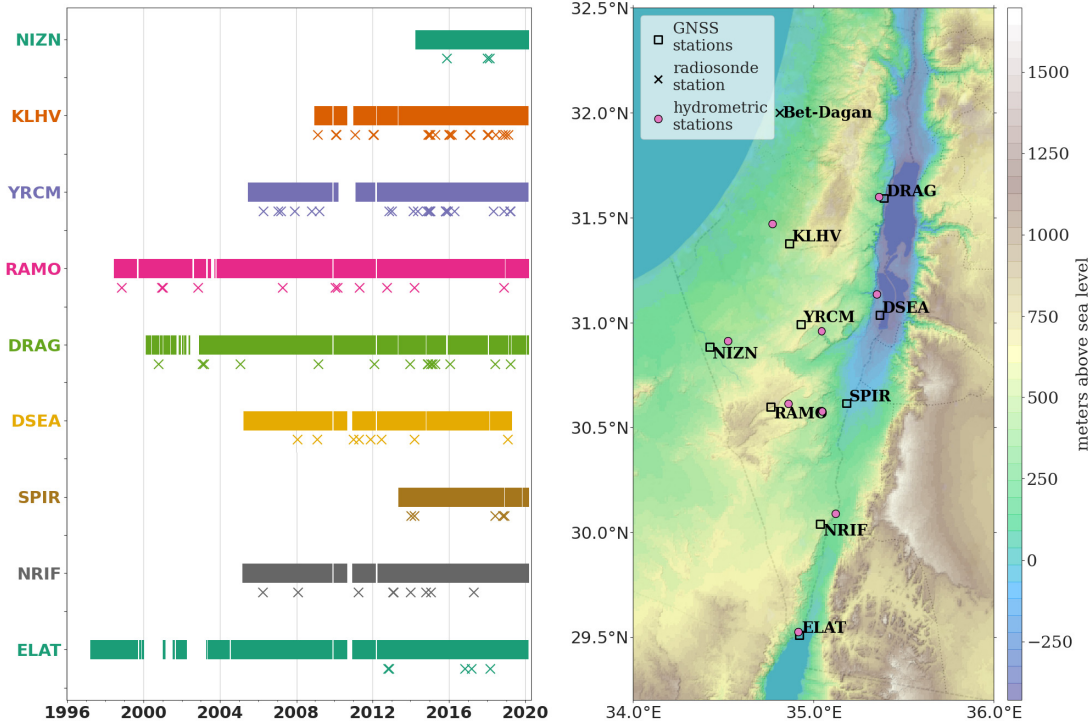 NIZN
KLHV
YRCM
RAMO
DRAG
DSEA
SPIR
NRIF
ELAT
1996 2000 2004 2008 2012 2016 2020
32.5°N
32.0°N
31.5°N
31.0°N
30.5°N
30.0°N
29.5°N
34.0°E 35.0°E 36.0°E
GNSS
stations
radiosonde
station
hydrometric
stations
Bet-Dagan
DRAG
KLHV
DSEA
YRCM
NIZN
SPIR
RAMO
NRIF
ELAT
1500
1250
1000
750
500
250
0
−250
meters above sea level